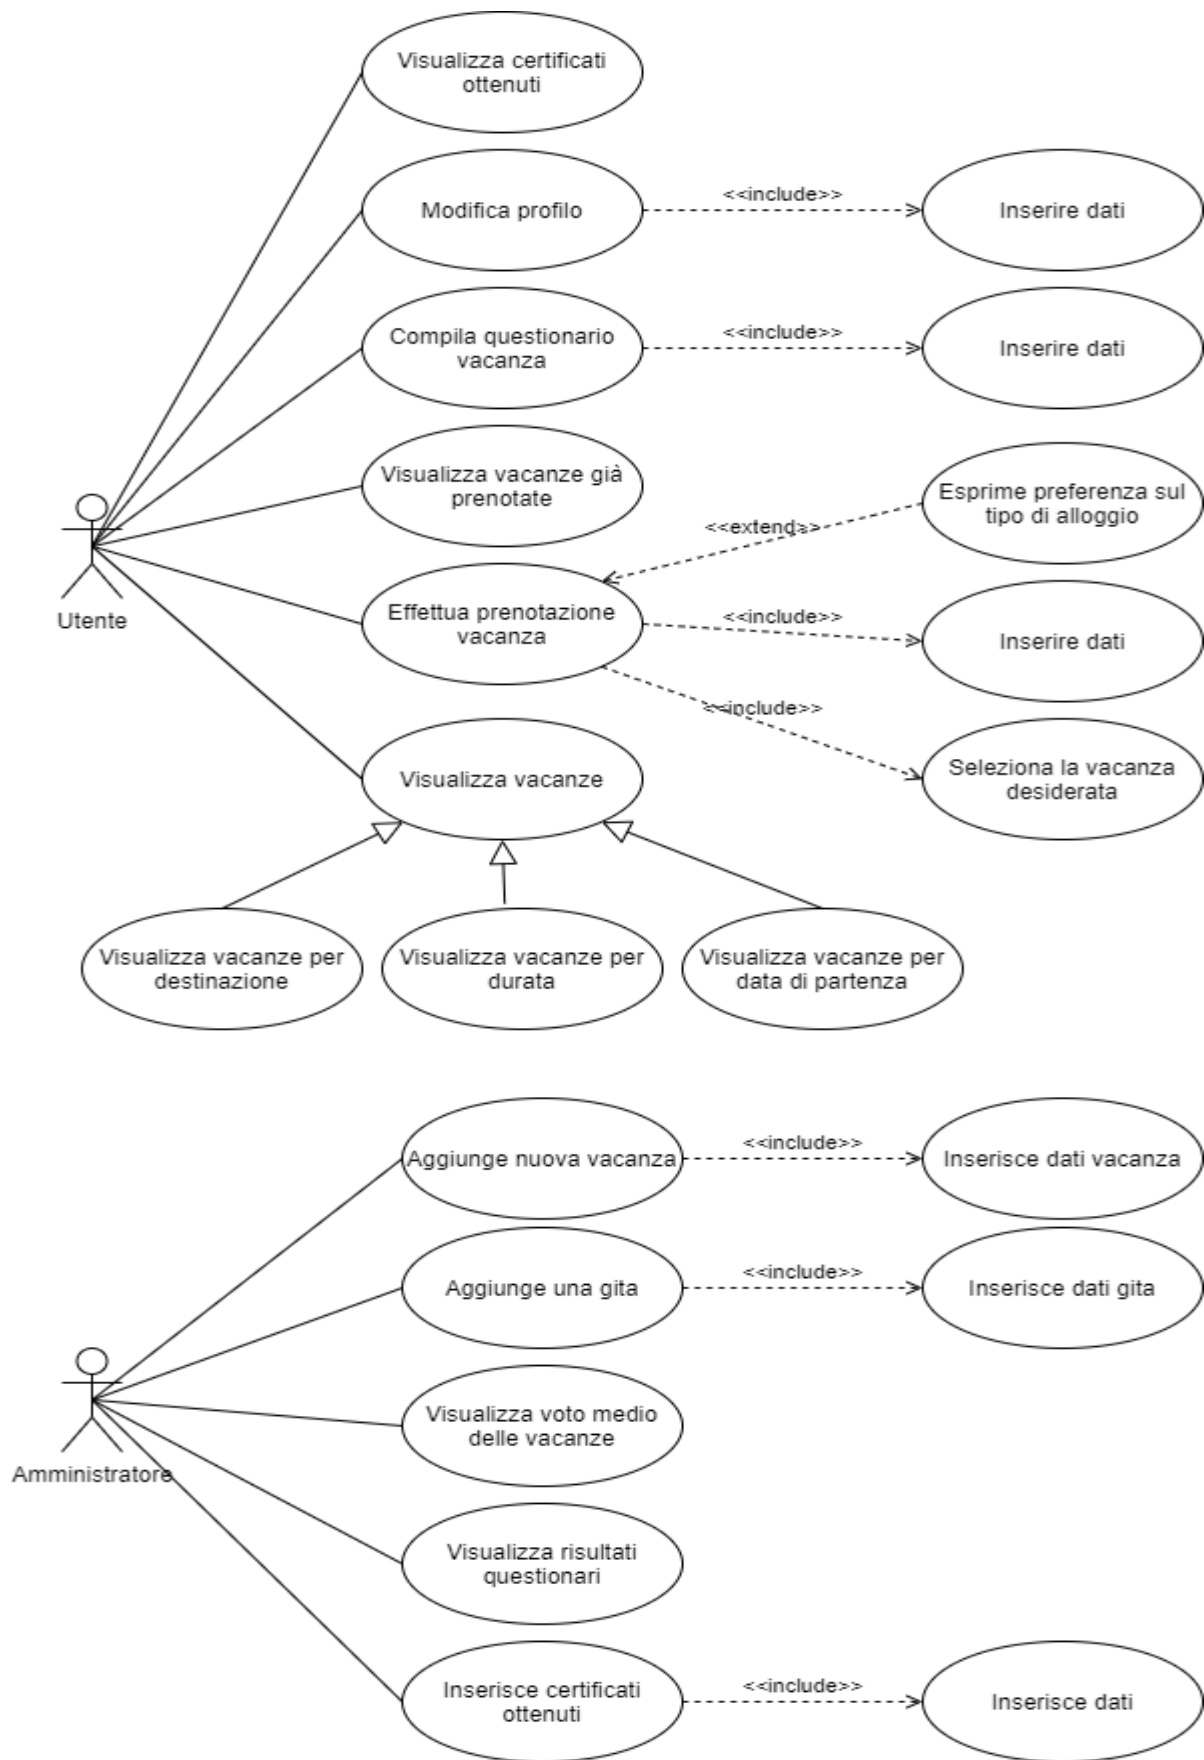 Visualizza certificati
ottenuti
Modifica profilo
<<include>>
Inserire dati
Compila questionario
vacanza
<<include>>
Inserire dati
Visualizza vacanze già
prenotate
Esprime preferenza sul
tipo di alloggio
<<extend>>
Utente
Effettua prenotazione
vacanza
<<include>>
Inserire dati
<<include>>
Seleziona la vacanza
desiderata
Visualizza vacanze
Visualizza vacanze per
destinazione
Visualizza vacanze per
durata
Visualizza vacanze per
data di partenza
Aggiunge nuova vacanza
<<include>>
Inserisce dati vacanza
Aggiunge una gita
<<include>>
Inserisce dati gita
Visualizza voto medio
delle vacanze
Amministratore
Visualizza risultati
questionari
Inserisce certificati
ottenuti
<<include>>
Inserisce dati